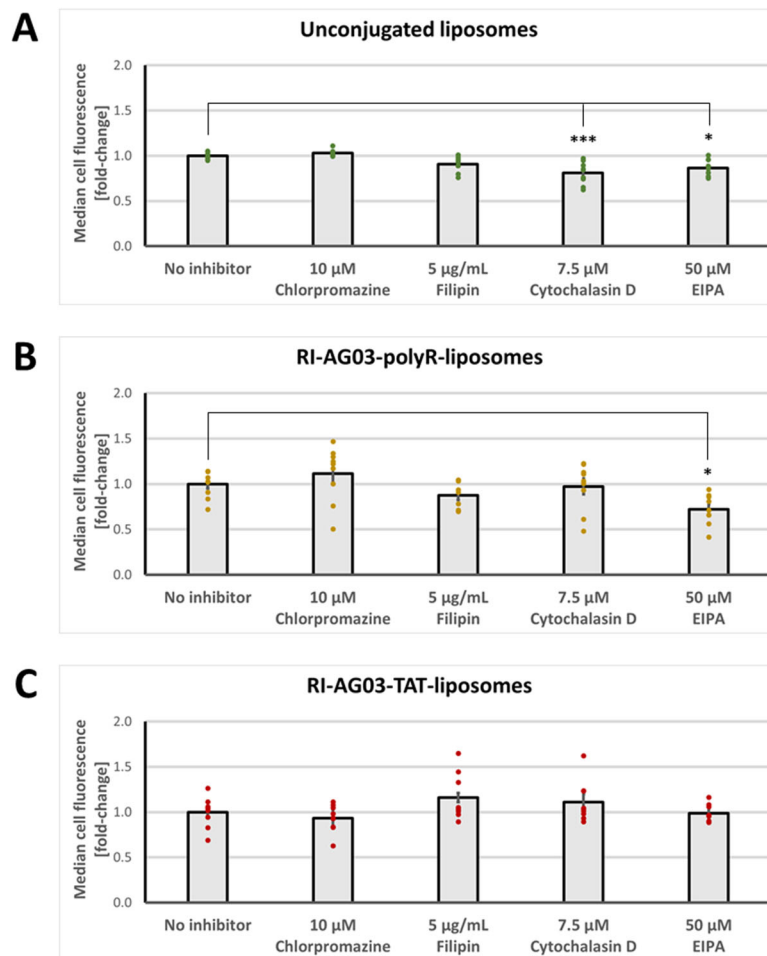 A
Unconjugated liposomes
Median cell fluorescence
[fold-change]
2.0
1.5
1.0
0.5
0.0
***
*
No inhibitor
10 µM
Chlorpromazine
5 µg/mL
Filipin
7.5 µM
Cytochalasin D
50 µM
EIPA
B
RI-AG03-polyR-liposomes
Median cell fluorescence
[fold-change]
2.0
1.5
1.0
0.5
0.0
*
No inhibitor
10 µM
Chlorpromazine
5 µg/mL
Filipin
7.5 µM
Cytochalasin D
50 µM
EIPA
C
RI-AG03-TAT-liposomes
Median cell fluorescence
[fold-change]
2.0
1.5
1.0
0.5
0.0
No inhibitor
10 µM
Chlorpromazine
5 µg/mL
Filipin
7.5 µM
Cytochalasin D
50 µM
EIPA